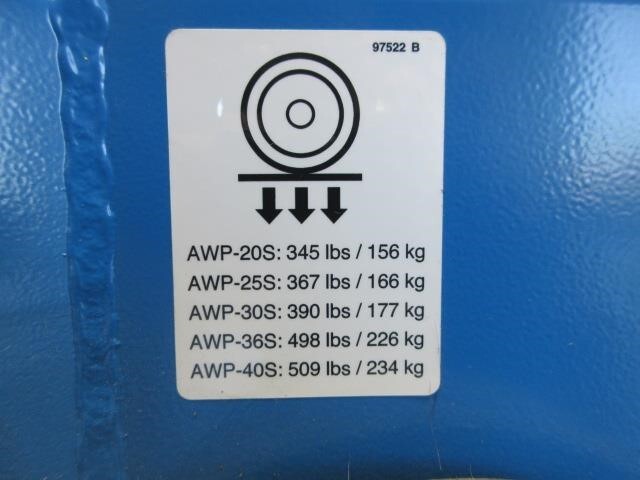 97522 B
AWP-20S: 345 lbs / 156 kg
AWP-25S: 367 lbs / 166 kg
AWP-30S: 390 lbs / 177 kg
AWP-36S: 498 lbs / 226 kg
AWP-40S: 509 lbs / 234 kg